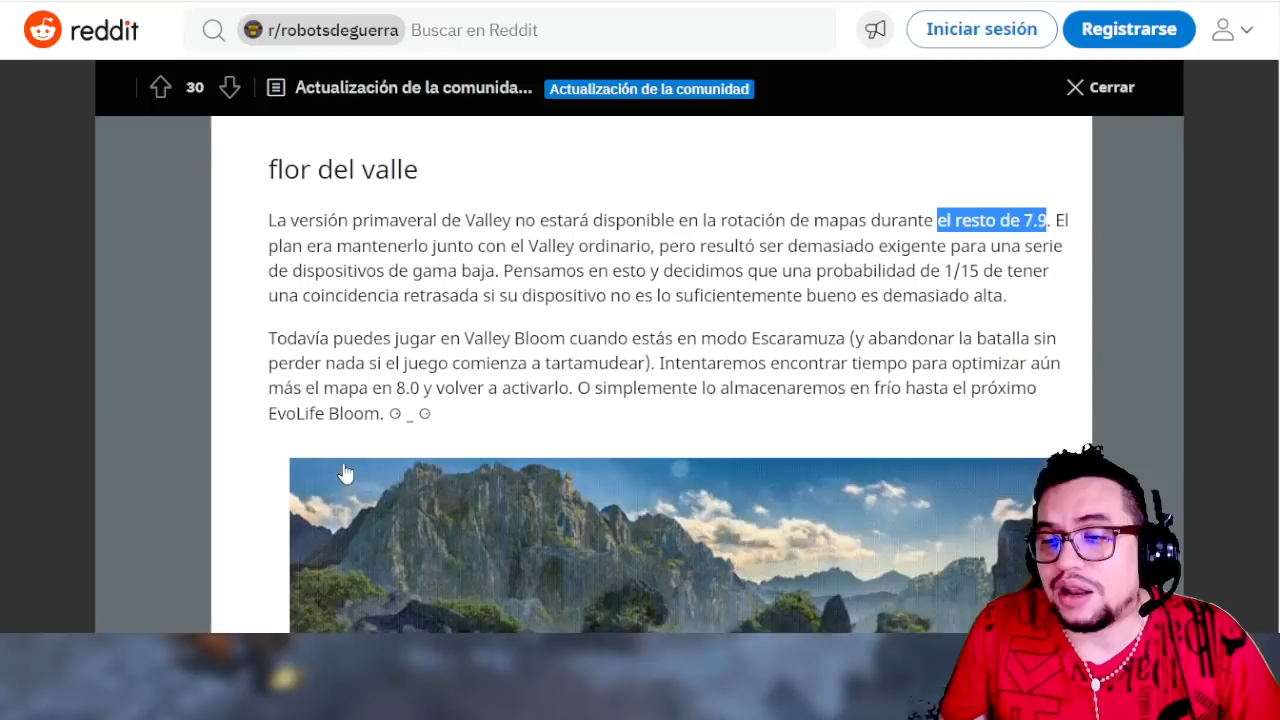 reddit
r/robotsdeguerra
Buscar en Reddit
Iniciar sesión
Registrarse
30
Actualización de la comunida...
Actualización de la comunidad
Cerrar
flor del valle
La versión primaveral de Valley no estará disponible en la rotación de mapas durante el resto de 7.9. El
plan era mantenerlo junto con el Valley ordinario, pero resultó ser demasiado exigente para una serie
de dispositivos de gama baja. Pensamos en esto y decidimos que una probabilidad de 1/15 de tener
una coincidencia retrasada si su dispositivo no es lo suficientemente bueno es demasiado alta.
Todavía puedes jugar en Valley Bloom cuando estás en modo Escaramuza (y abandonar la batalla sin
perder nada si el juego comienza a tartamudear). Intentaremos encontrar tiempo para optimizar aún
más el mapa en 8.0 y volver a activarlo. O simplemente lo almacenaremos en frío hasta el próximo
EvoLife Bloom. ʘ _ ʘ